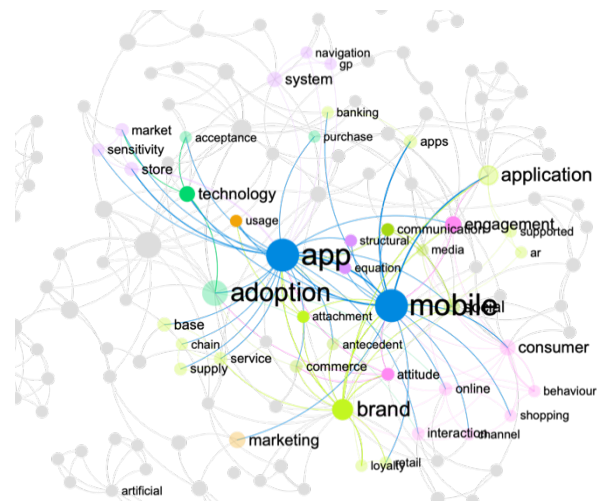 navigation
gp
system
banking
market
acceptance
purchase
apps
sensitivity
store
application
technology
usage
communication
engagement
supported
structural
media
app
ar
equation
adoption
mobile
social
attachment
base
chain
antecedent
consumer
service
supply
commerce
attitude
online
behaviour
brand
shopping
marketing
interaction
channel
loyalty
retail
artificial